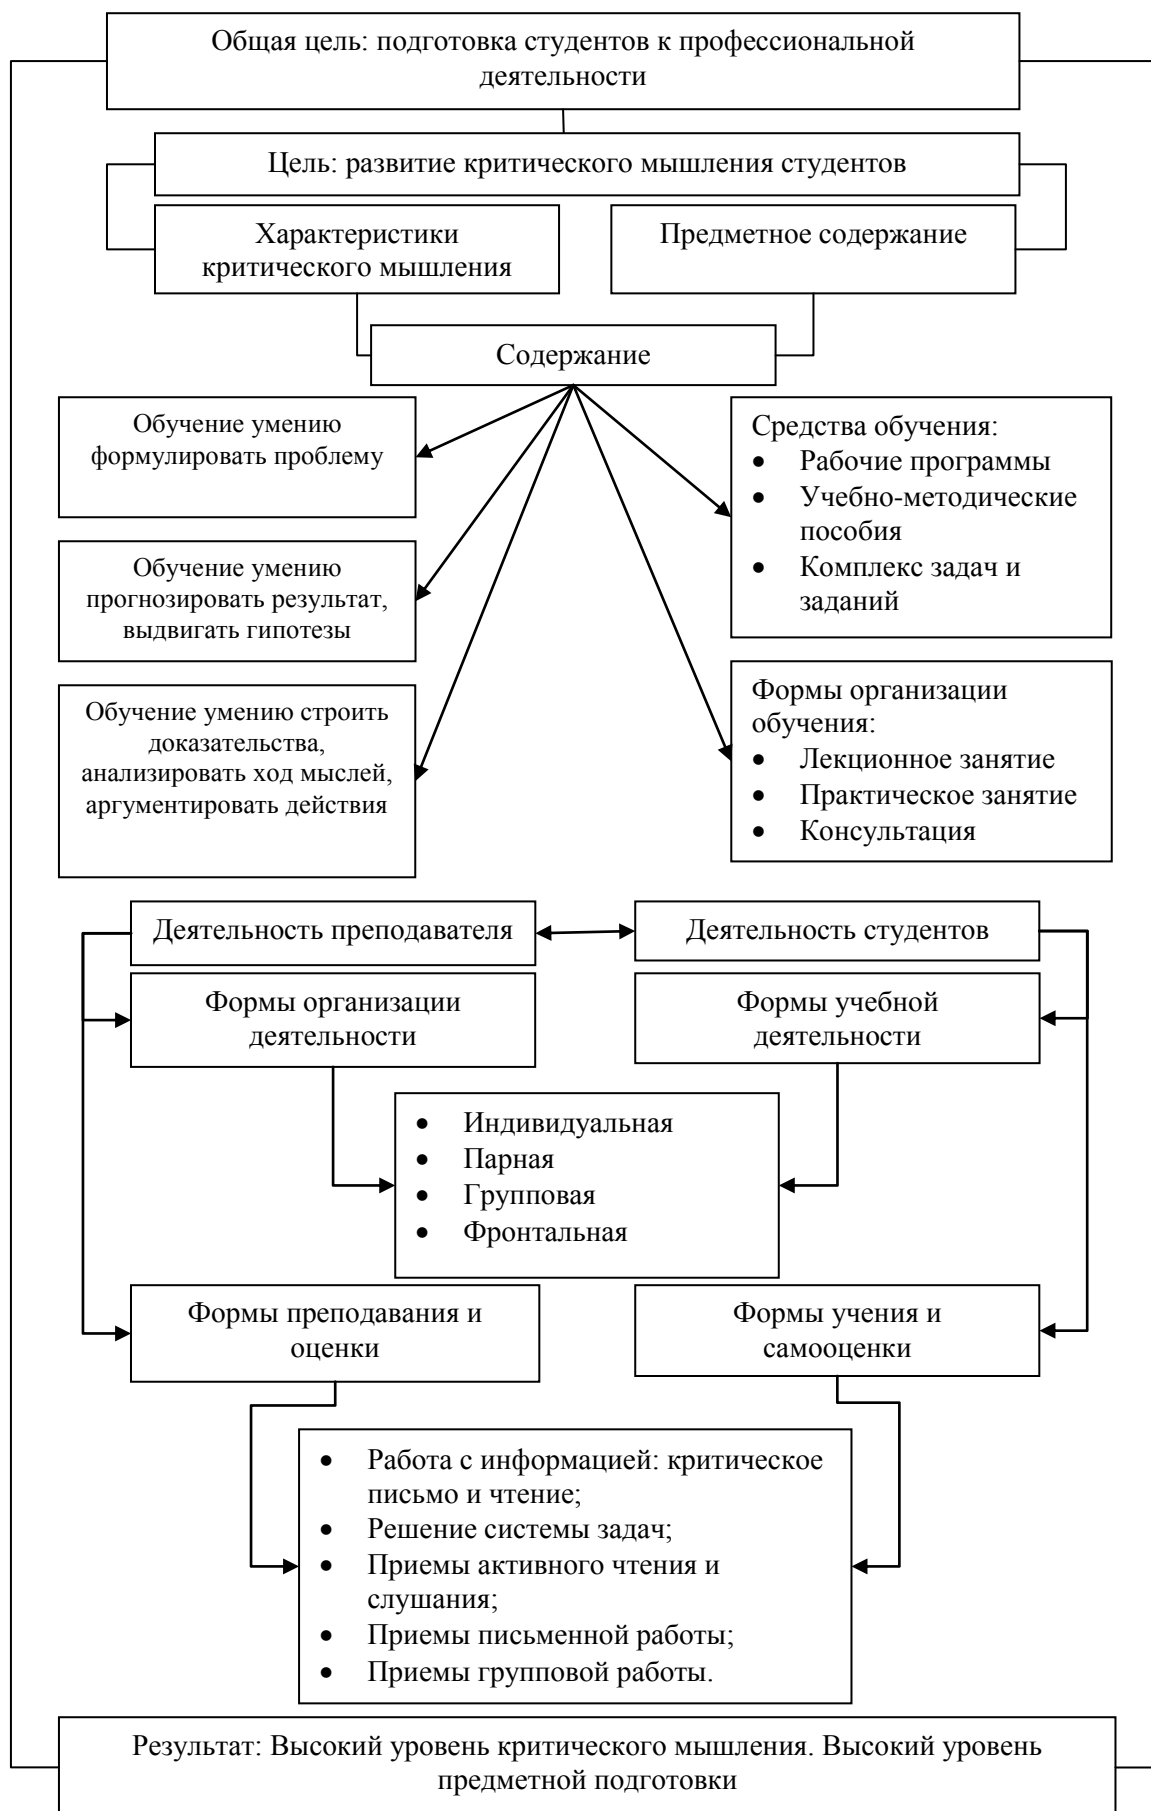 Общая цель: подготовка студентов к профессиональной
деятельности
Цель: развитие критического мышления студентов
Характеристики
критического мышления
Предметное содержание
Содержание
Обучение умению
формулировать проблему
Обучение умению
прогнозировать результат,
выдвигать гипотезы
Обучение умению строить
доказательства,
анализировать ход мыслей,
аргументировать действия
Средства обучения:
• Рабочие программы
• Учебно-методические
пособия
• Комплекс задач и
заданий
Формы организации
обучения:
• Лекционное занятие
• Практическое занятие
• Консультация
Деятельность преподавателя
Деятельность студентов
Формы организации
деятельности
Формы учебной
деятельности
• Индивидуальная
• Парная
• Групповая
• Фронтальная
Формы преподавания и
оценки
Формы учения и
самооценки
• Работа с информацией: критическое
письмо и чтение;
• Решение системы задач;
• Приемы активного чтения и
слушания;
• Приемы письменной работы;
• Приемы групповой работы.
Результат: Высокий уровень критического мышления. Высокий уровень
предметной подготовки